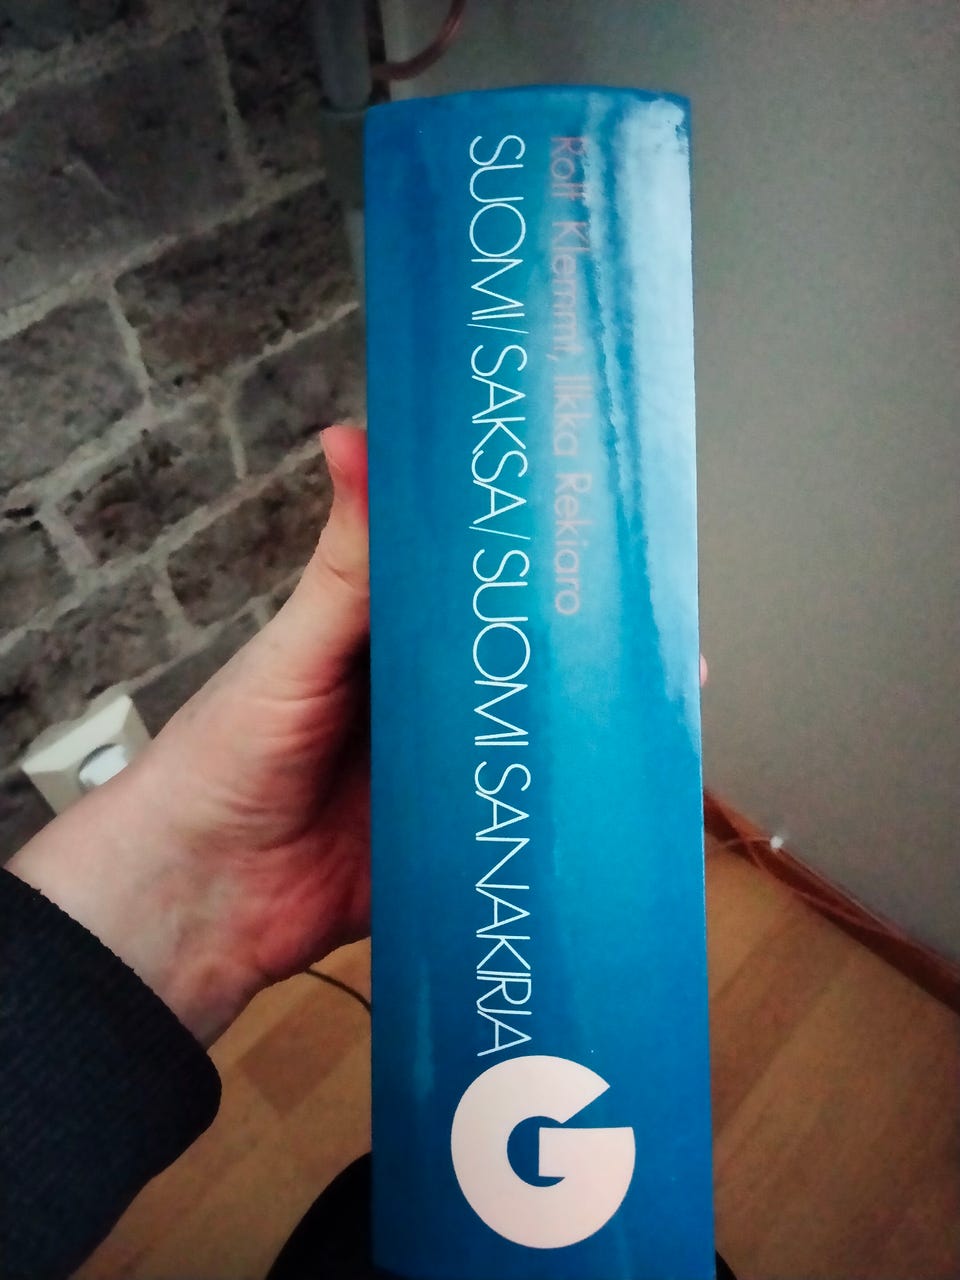 Rolf Klemmt, Ilkka Rekiaro
SUOMI/SAKSA/SUOMI SANAKIRJA
G